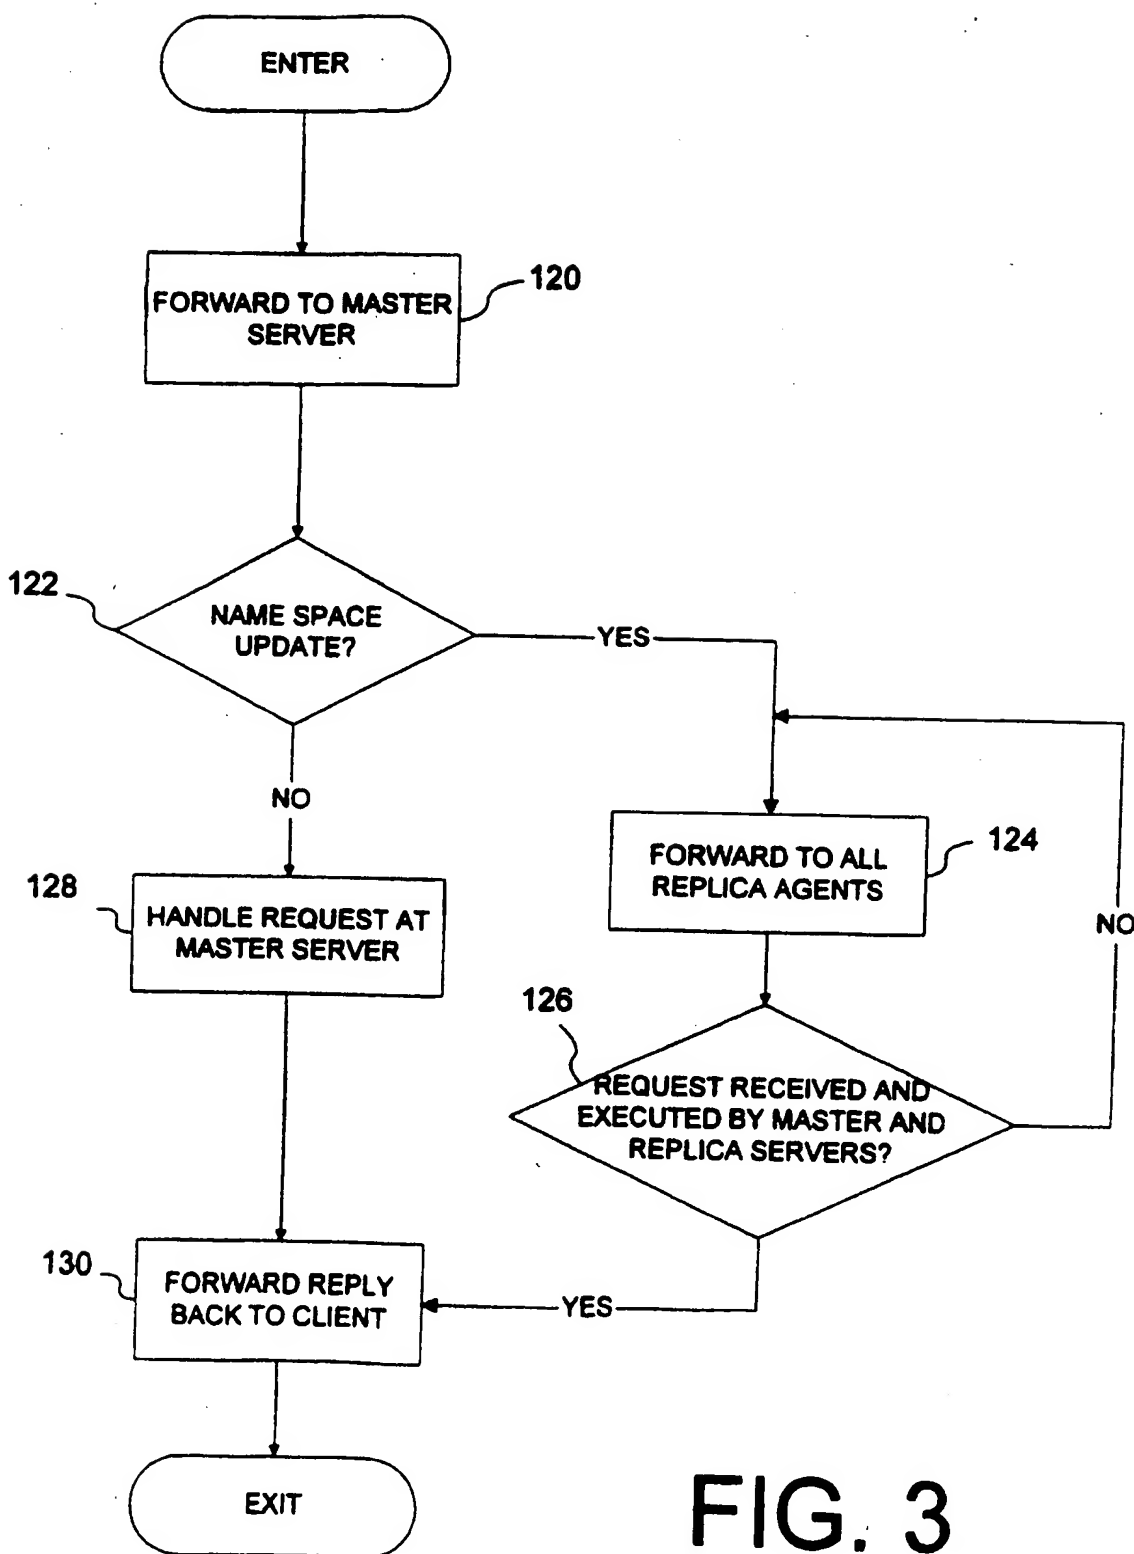 ENTER
FORWARD TO MASTER
SERVER
120
122
NAME SPACE
UPDATE?
YES
NO
128
HANDLE REQUEST AT
MASTER SERVER
FORWARD TO ALL
REPLICA AGENTS
124
NO
126
REQUEST RECEIVED AND
EXECUTED BY MASTER AND
REPLICA SERVERS?
130
FORWARD REPLY
BACK TO CLIENT
YES
EXIT
FIG. 3